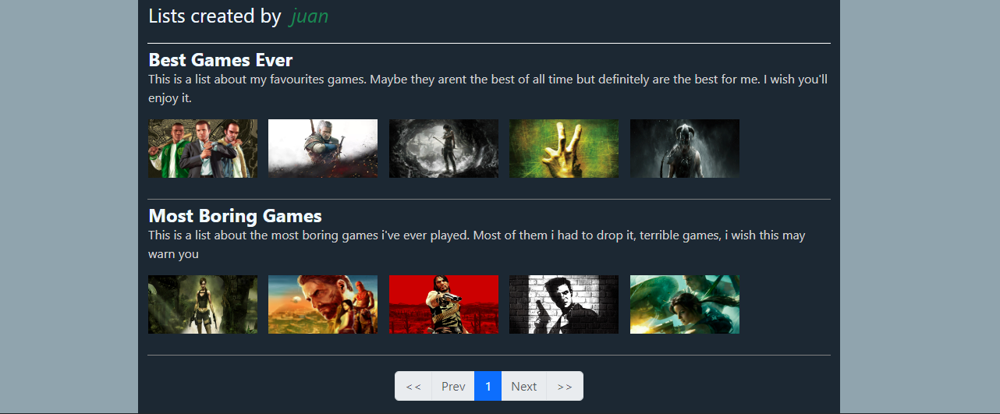 Lists created by juan
Best Games Ever
This is a list about my favourites games. Maybe they arent the best of all time but definitely are the best for me. I wish you'll
enjoy it.
Most Boring Games
This is a list about the most boring games i've ever played. Most of them i had to drop it, terrible games, i wish this may
warn you
<< Prev 1 Next >>